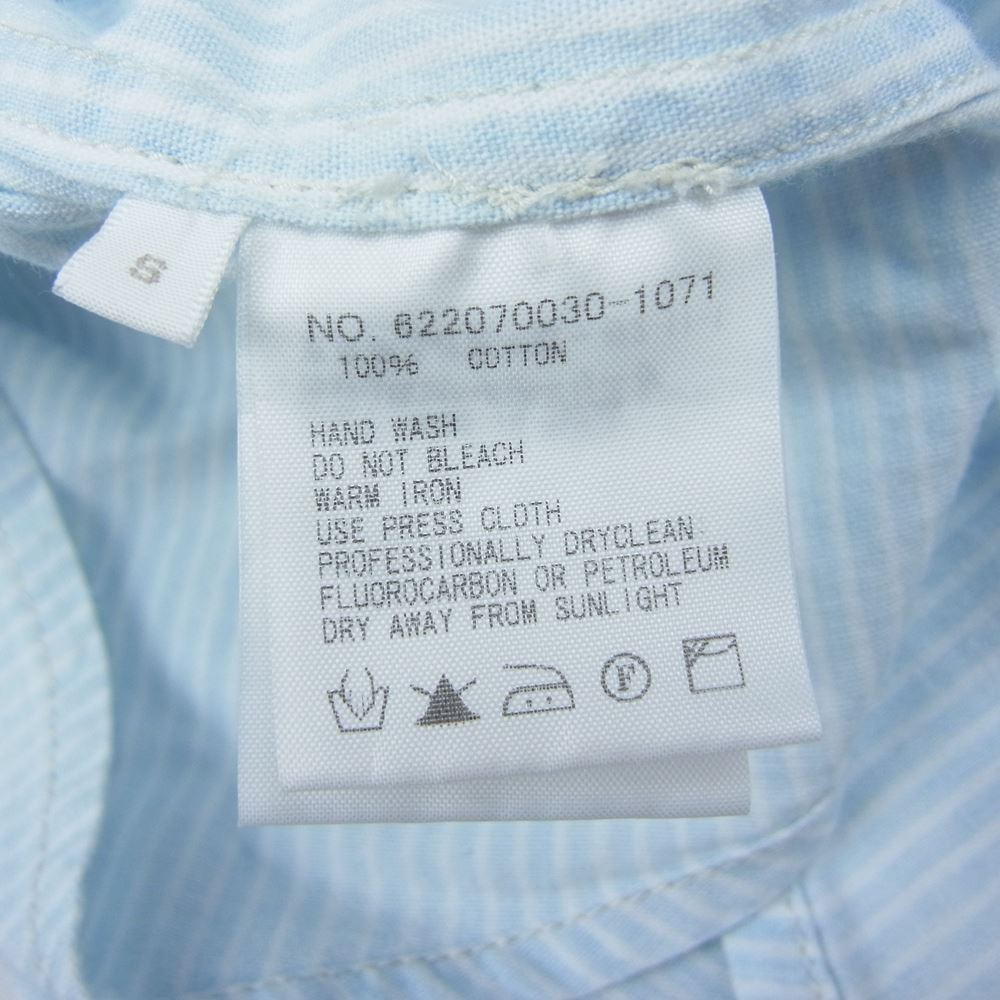 S
NO. 622070030-1071
100% COTTON
HAND WASH
DO NOT BLEACH
WARM IRON
USE PRESS CLOTH
PROFESSIONALLY DRYCLEAN
FLUOROCARBON OR PETROLEUM
DRY AWAY FROM SUNLIGHT
F